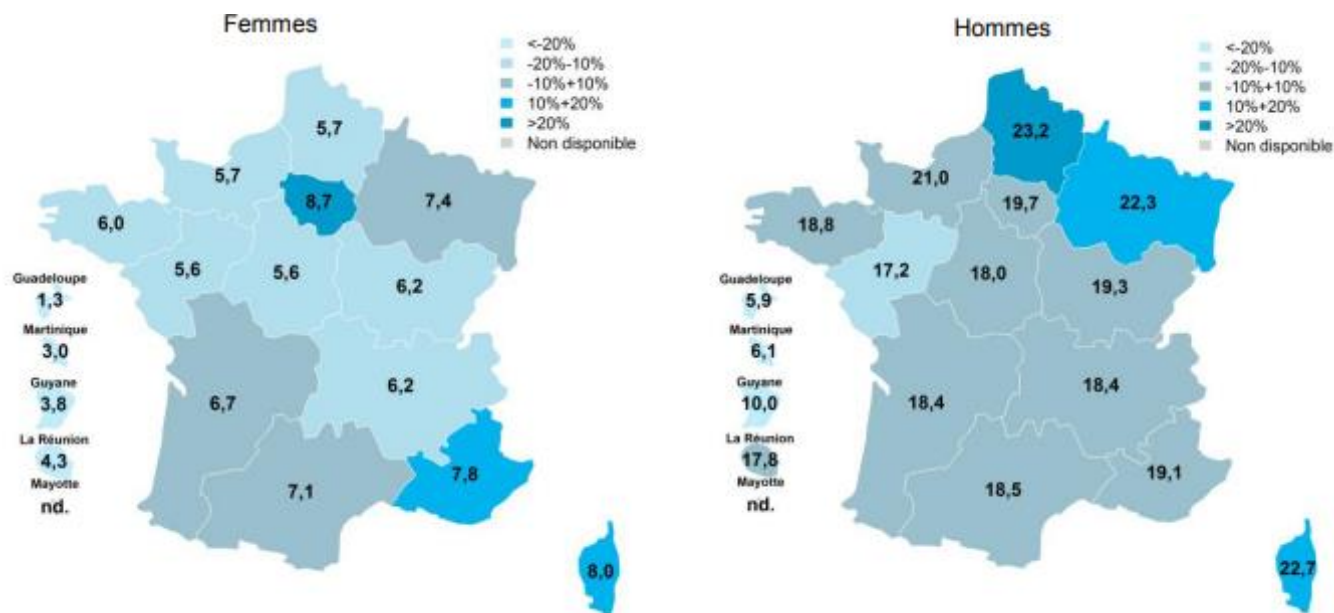 Femmes
<-20%
-20%-10%
-10%+10%
10%+20%
>20%
Non disponible
5,7
5,7
8,7
7,4
6,0
5,6
5,6
6,2
Guadeloupe
1,3
Martinique
3,0
Guyane
3,8
La Réunion
4,3
Mayotte
nd.
6,7
6,2
7,1
7,8
8,0
Hommes
<-20%
-20%-10%
-10%+10%
10%+20%
>20%
Non disponible
23,2
21,0
19,7
22,3
18,8
17,2
18,0
19,3
Guadeloupe
5,9
Martinique
6,1
Guyane
10,0
La Réunion
17,8
Mayotte
nd.
18,4
18,4
18,5
19,1
22,7